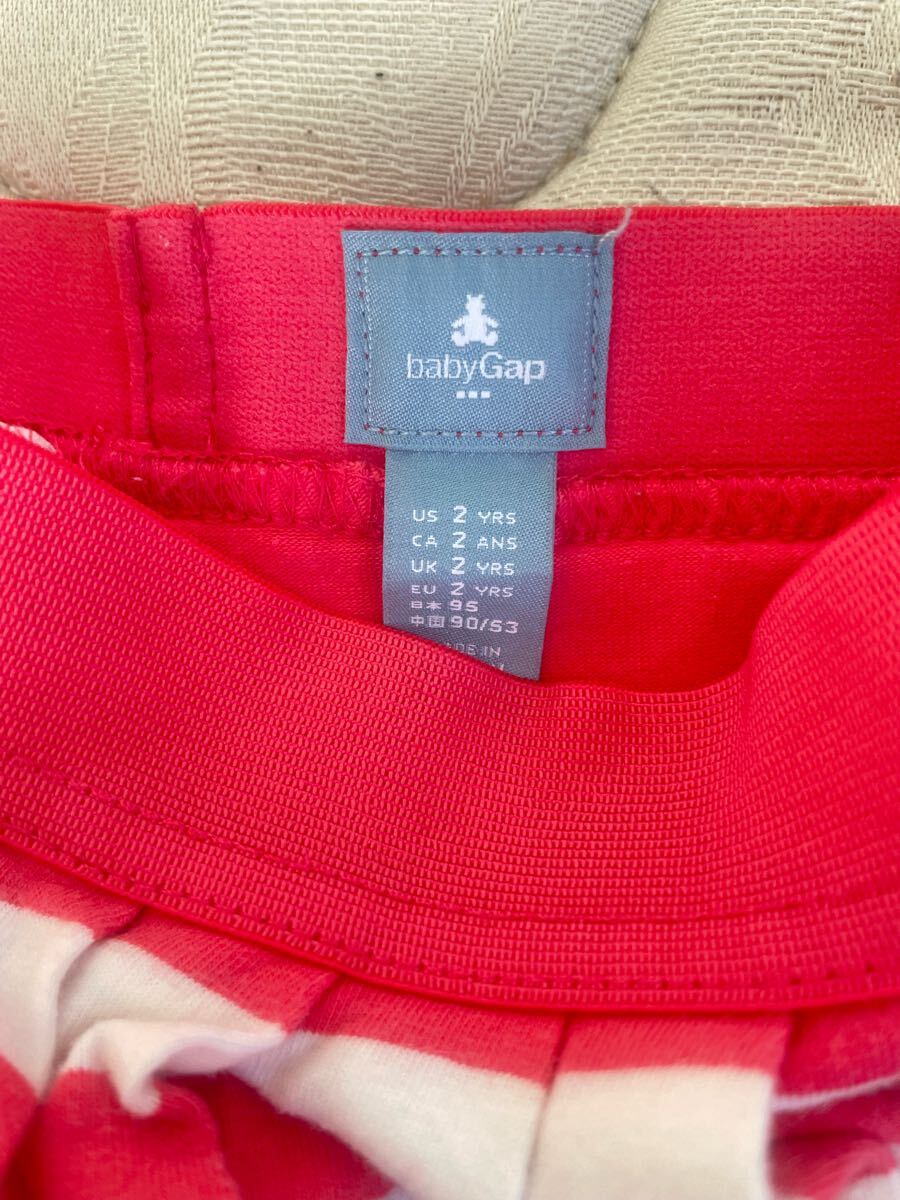 babyGap
US 2 YRS
CA 2 ANS
UK 2 YRS
EU 2 YRS
日本 95
中国 90/53
IN